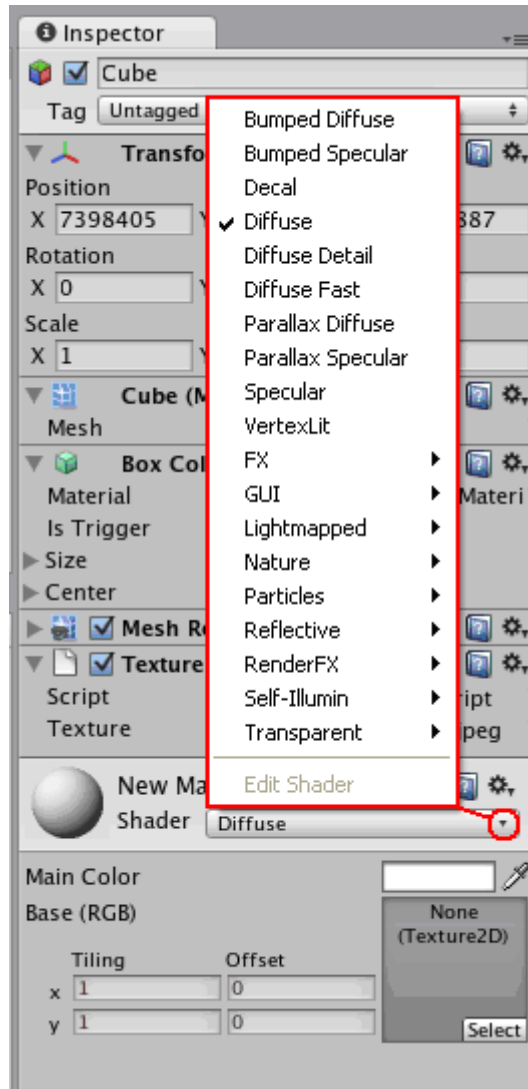 Inspector
Cube
Tag Untagged
Transfo
Position
X 7398405 Y 887
Rotation
X 0 Y
Scale
X 1 Y
Cube (M
Mesh
Box Col
Material Materi
Is Trigger
Size
Center
Mesh Re
Texture
Script ript
Texture peg
New Ma
Shader Diffuse
Bumped Diffuse
Bumped Specular
Decal
Diffuse
Diffuse Detail
Diffuse Fast
Parallax Diffuse
Parallax Specular
Specular
VertexLit
FX
GUI
Lightmapped
Nature
Particles
Reflective
RenderFX
Self-Illumin
Transparent
Edit Shader
Main Color
Base (RGB)
None
(Texture2D)
Tiling Offset
x 1 0
y 1 0
Select